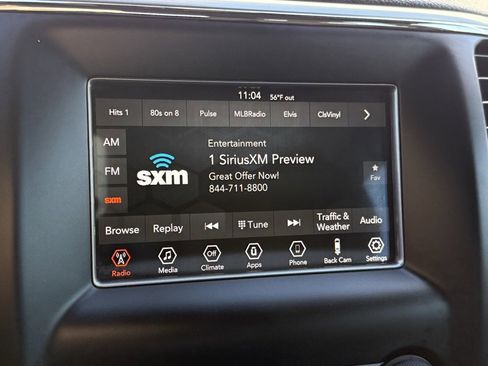 11:04 56°F out
Hits 1 80s on 8 Pulse MLBRadio Elvis ClsVinyl
AM
FM
sxm
sxm
Entertainment
1 SiriusXM Preview
Great Offer Now!
844-711-8800
Fav
Browse Replay Tune Traffic & Weather Audio
Radio Media Off Climate Apps Phone Back Cam Settings